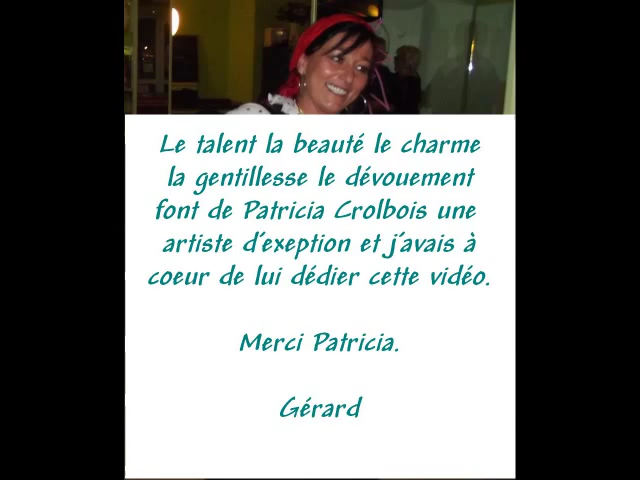 Le talent la beauté le charme
la gentillesse le dévouement
font de Patricia Crolbois une
artiste d'exeption et j'avais à
coeur de lui dédier cette vidéo.
Merci Patricia.
Gérard